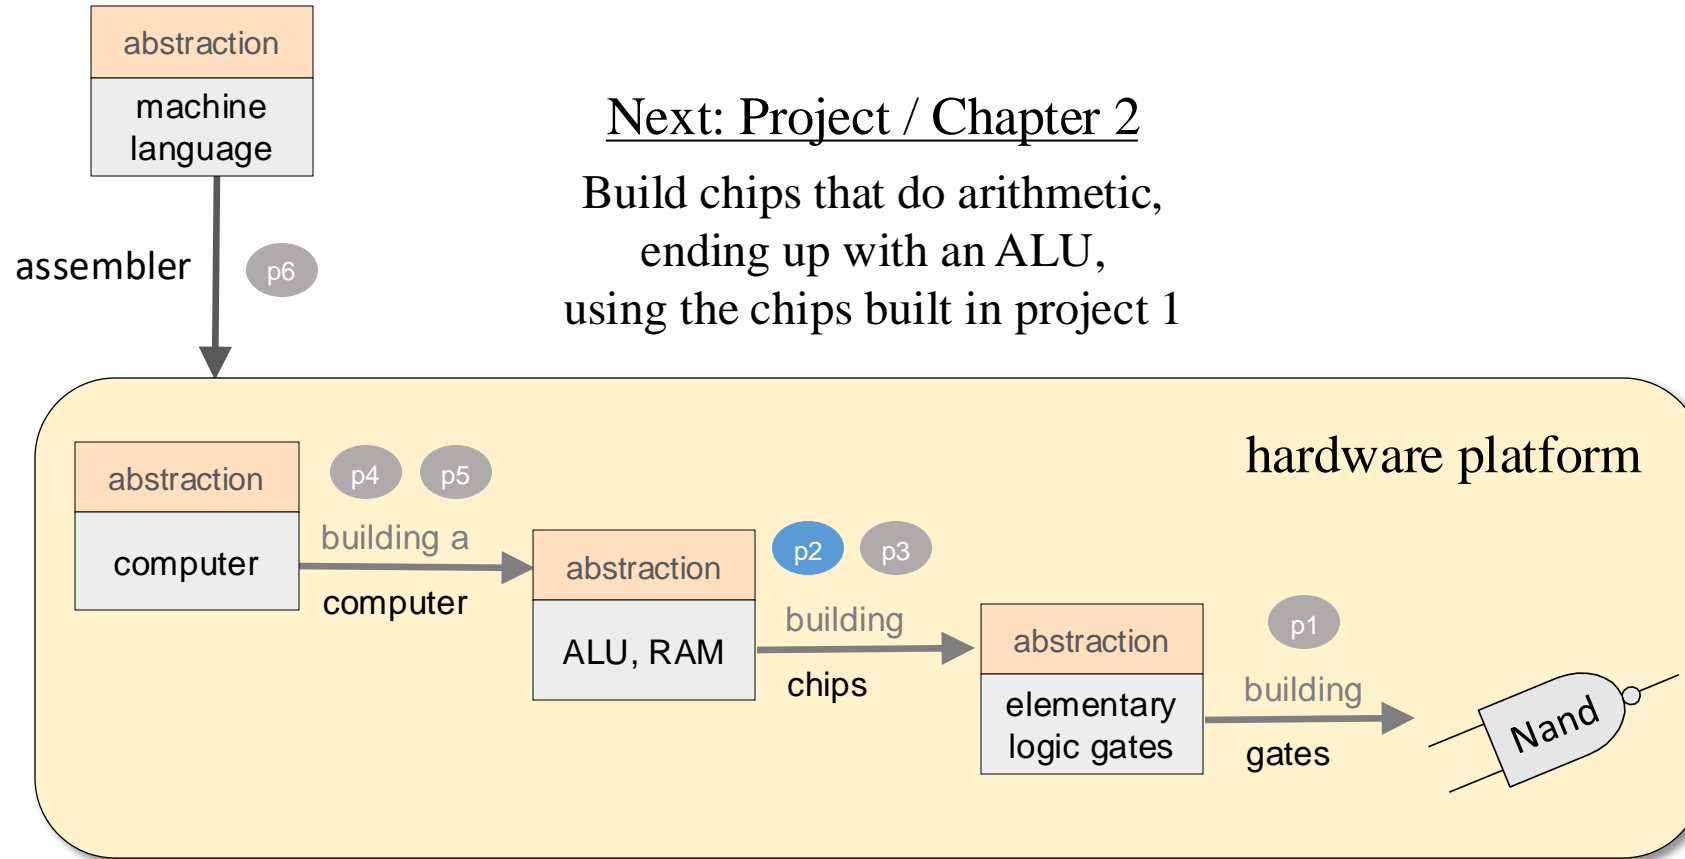 abstraction
machine
language
Next: Project / Chapter 2
Build chips that do arithmetic,
ending up with an ALU,
using the chips built in project 1
assembler
p6
hardware platform
abstraction
computer
p4
p5
building a
computer
abstraction
ALU, RAM
p2
p3
building
chips
abstraction
elementary
logic gates
p1
building
gates
Nand